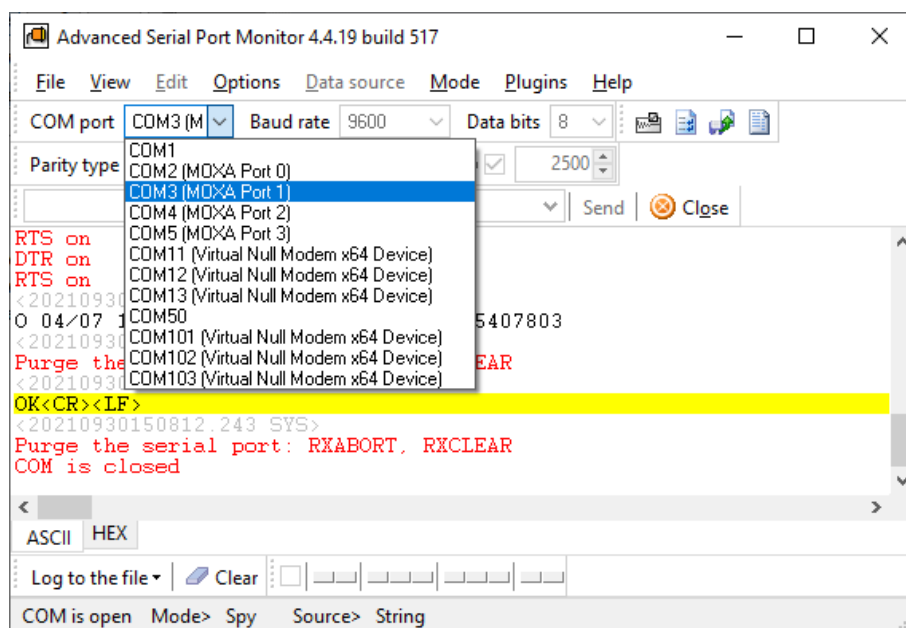 Advanced Serial Port Monitor 4.4.19 build 517
File View Edit Options Data source Mode Plugins Help
COM port COM3 (M Baud rate 9600 Data bits 8
Parity type 2500
COM1
COM2 (MOXA Port 0)
COM3 (MOXA Port 1)
COM4 (MOXA Port 2)
COM5 (MOXA Port 3)
COM11 (Virtual Null Modem x64 Device)
COM12 (Virtual Null Modem x64 Device)
COM13 (Virtual Null Modem x64 Device)
COM50
COM101 (Virtual Null Modem x64 Device)
COM102 (Virtual Null Modem x64 Device)
COM103 (Virtual Null Modem x64 Device)
Send Close
RTS on
DTR on
RTS on
<20210930
O 04/07 1 5407803
<20210930
Purge the EAR
<20210930
OK<CR><LF>
<20210930150812.243 SYS>
Purge the serial port: RXABORT, RXCLEAR
COM is closed
ASCII HEX
Log to the file Clear
COM is open Mode> Spy Source> String